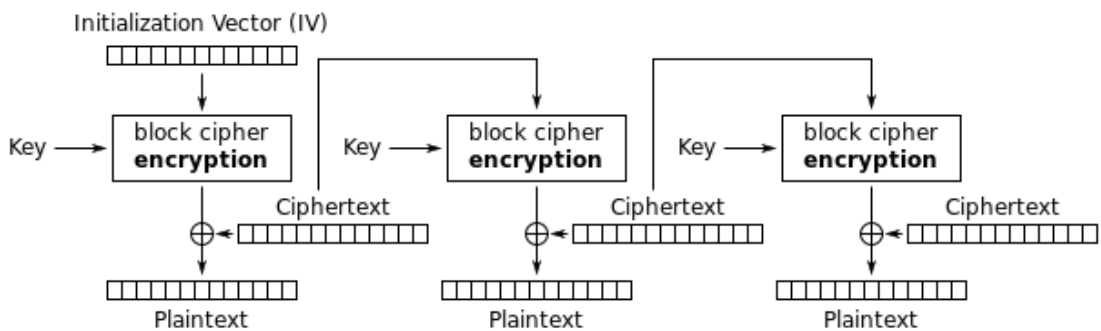 Initialization Vector (IV)
Key
block cipher
encryption
Ciphertext
Plaintext
Key
block cipher
encryption
Ciphertext
Plaintext
Key
block cipher
encryption
Ciphertext
Plaintext